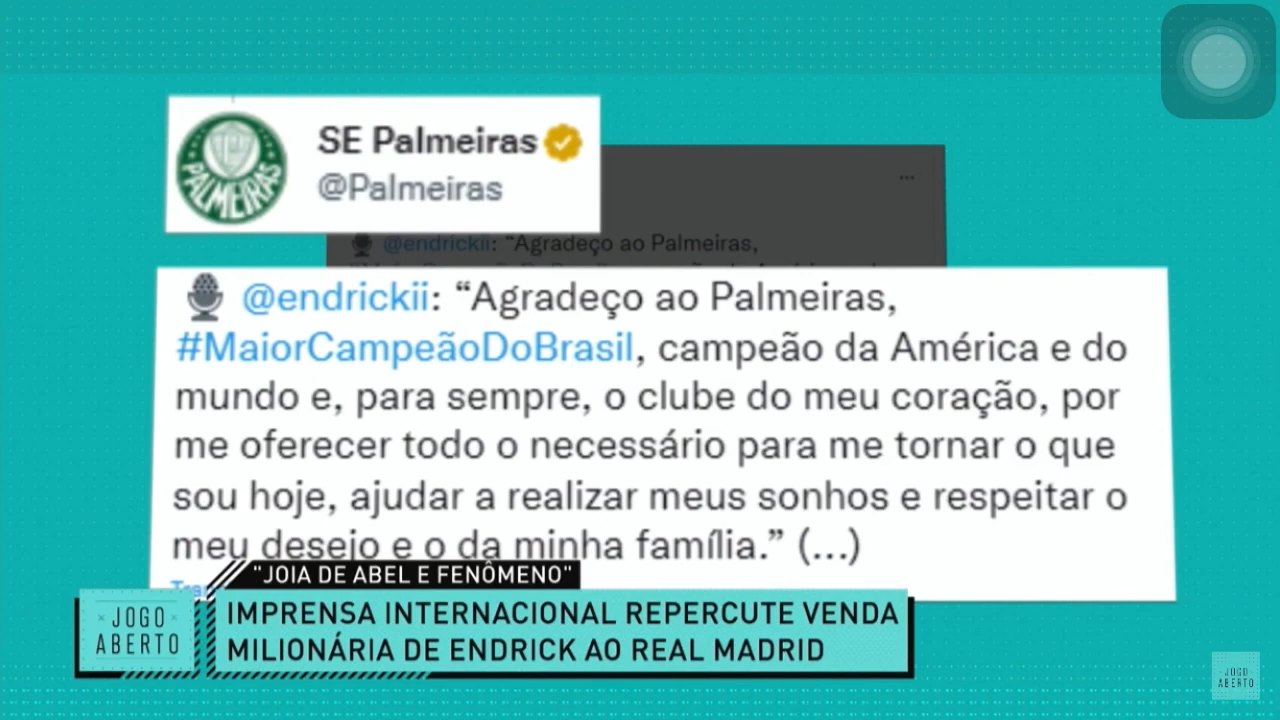 PALMEIRAS
SE Palmeiras
@Palmeiras
...
@endrickii: “Agradeço ao Palmeiras,
@endrickii: “Agradeço ao Palmeiras,
#MaiorCampeãoDoBrasil, campeão da América e do
mundo e, para sempre, o clube do meu coração, por
me oferecer todo o necessário para me tornar o que
sou hoje, ajudar a realizar meus sonhos e respeitar o
meu desejo e o da minha família.” (...)
"JOIA DE ABEL E FENÔMENO"
JOGO
ABERTO
IMPRENSA INTERNACIONAL REPERCUTE VENDA
MILIONÁRIA DE ENDRICK AO REAL MADRID
JOGO
ABERTO